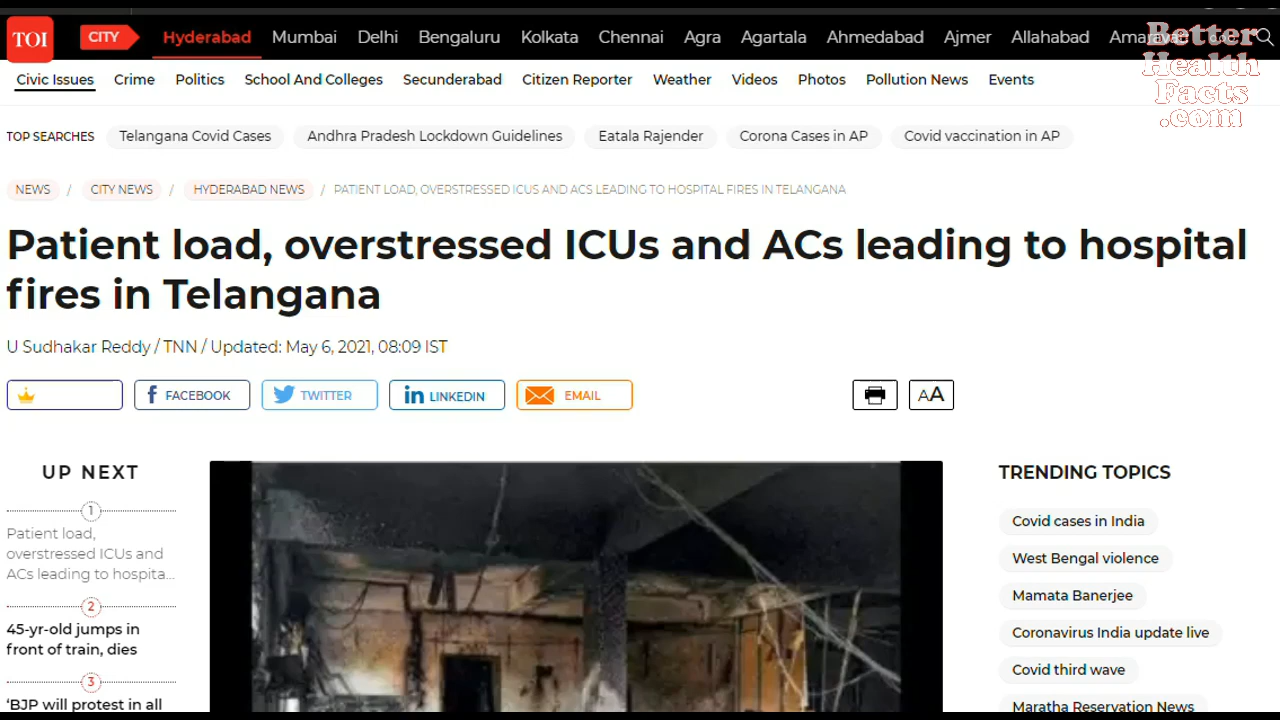 TOI
CITY
Hyderabad Mumbai Delhi Bengaluru Kolkata Chennai Agra Agartala Ahmedabad Ajmer Allahabad
Better
Health
Facts
.com
Civic Issues Crime Politics School And Colleges Secunderabad Citizen Reporter Weather Videos Photos Pollution News Events
TOP SEARCHES Telangana Covid Cases Andhra Pradesh Lockdown Guidelines Eatala Rajender Corona Cases in AP Covid vaccination in AP
NEWS / CITY NEWS / HYDERABAD NEWS / PATIENT LOAD, OVERSTRESSED ICUS AND ACS LEADING TO HOSPITAL FIRES IN TELANGANA
Patient load, overstressed ICUs and ACs leading to hospital
fires in Telangana
U Sudhakar Reddy / TNN / Updated: May 6, 2021, 08:09 IST
FACEBOOK TWITTER LINKEDIN EMAIL AA
UP NEXT
1
Patient load,
overstressed ICUs and
ACs leading to hospita...
2
45-yr-old jumps in
front of train, dies
3
‘BJP will protest in all
TRENDING TOPICS
Covid cases in India
West Bengal violence
Mamata Banerjee
Coronavirus India update live
Covid third wave
Maratha Reservation News